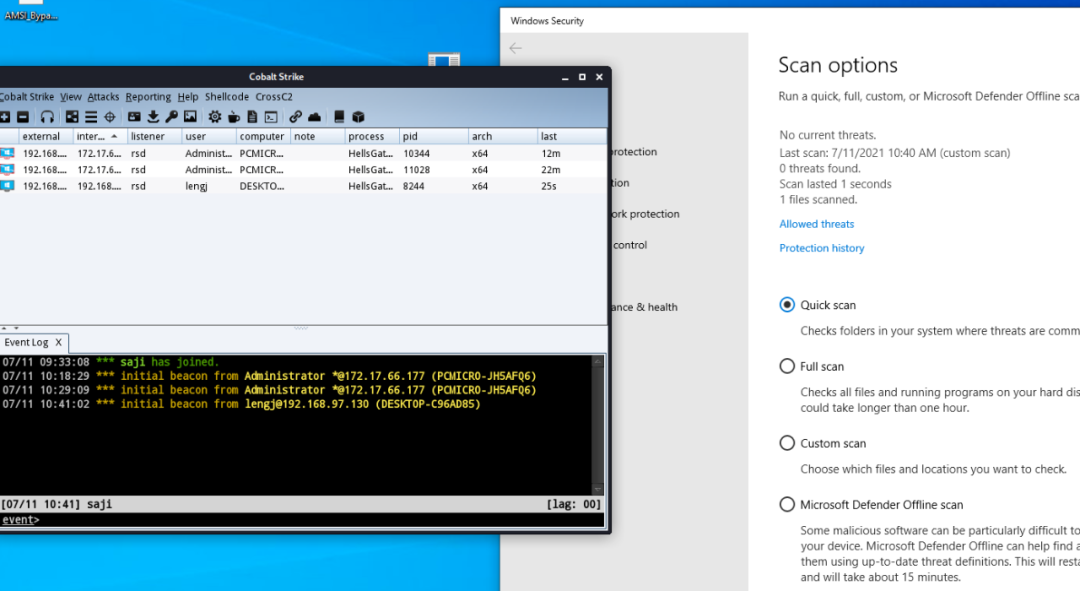 AMSI_Bypa...
Cobalt Strike
Cobalt Strike View Attacks Reporting Help Shellcode CrossC2
external inter... listener user computer note process pid arch last
192.168.... 172.17.6... rsd Administ... PCMICR... HellsGat... 10344 x64 12m
192.168.... 172.17.6... rsd Administ... PCMICR... HellsGat... 11028 x64 22m
192.168.... 192.168.... rsd lengj DESKTO... HellsGat... 8244 x64 25s
Event Log X
07/11 09:33:08 *** saji has joined.
07/11 10:18:29 *** initial beacon from Administrator *@172.17.66.177 (PCMICRO-JH5AFQ6)
07/11 10:29:09 *** initial beacon from Administrator *@172.17.66.177 (PCMICRO-JH5AFQ6)
07/11 10:41:02 *** initial beacon from lengj@192.168.97.130 (DESKTOP-C96AD85)
[07/11 10:41] saji [lag: 00]
event>
Windows Security
rotection
tion
ork protection
control
ance & health
Scan options
Run a quick, full, custom, or Microsoft Defender Offline sca
No current threats.
Last scan: 7/11/2021 10:40 AM (custom scan)
0 threats found.
Scan lasted 1 seconds
1 files scanned.
Allowed threats
Protection history
Quick scan
Checks folders in your system where threats are comm
Full scan
Checks all files and running programs on your hard dis
could take longer than one hour.
Custom scan
Choose which files and locations you want to check.
Microsoft Defender Offline scan
Some malicious software can be particularly difficult to
your device. Microsoft Defender Offline can help find a
them using up-to-date threat definitions. This will resta
and will take about 15 minutes.